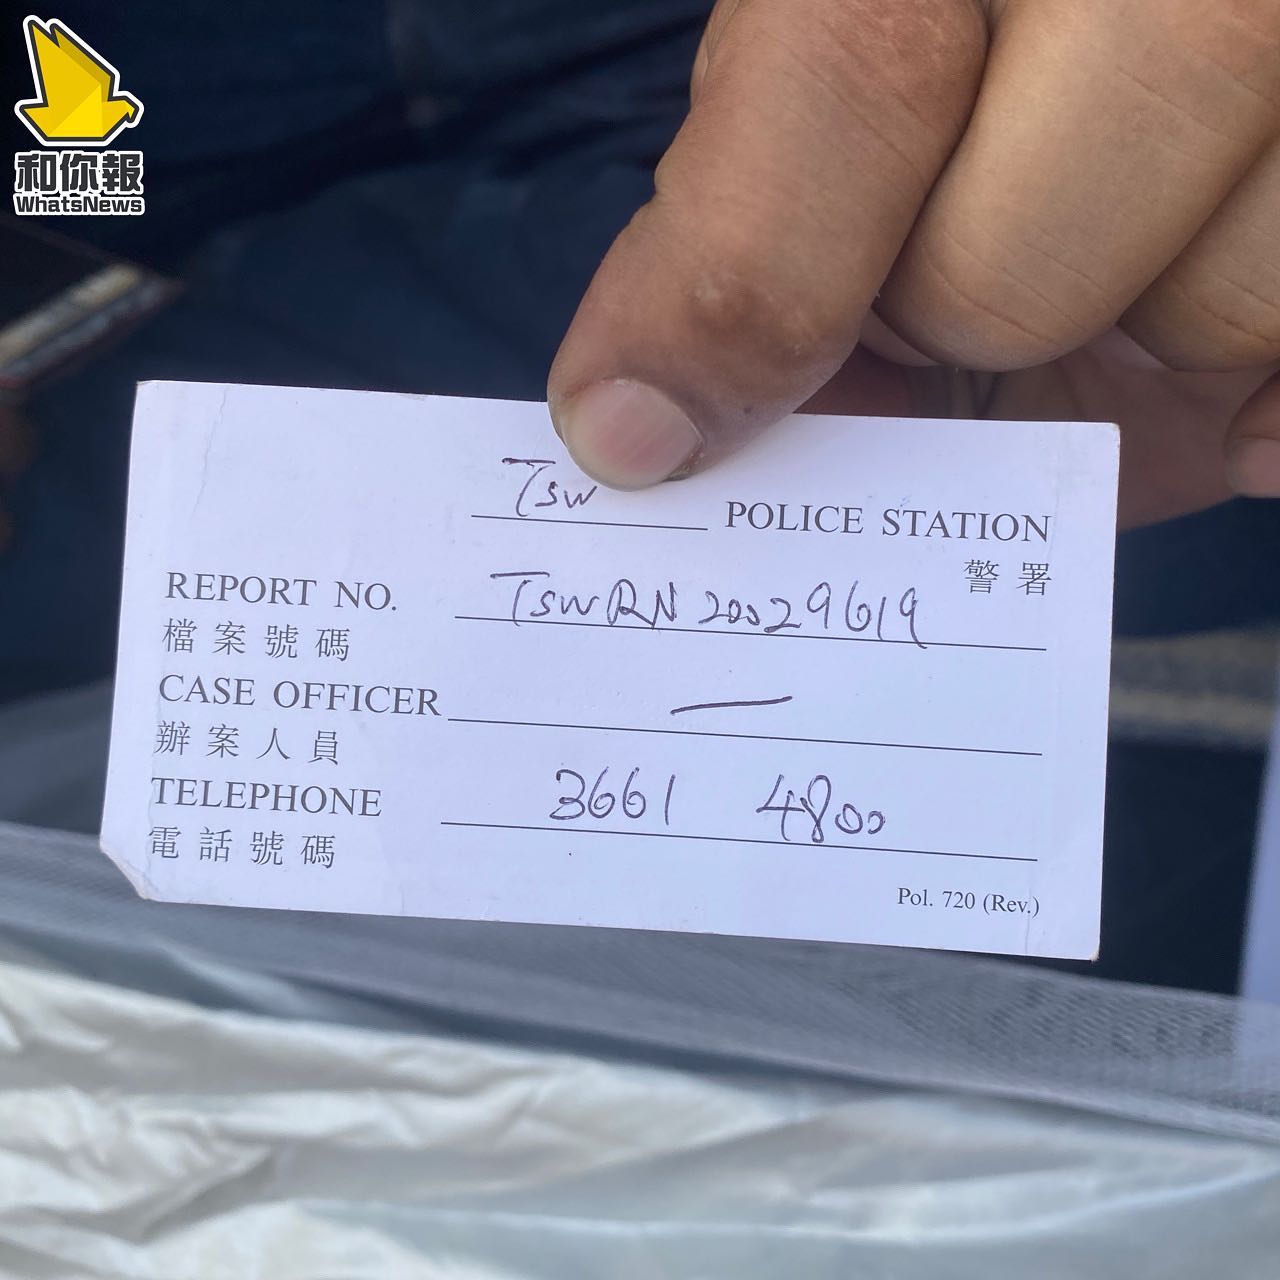 和你報
WhatsNews
Tsw POLICE STATION
警署
REPORT NO. TSWRN 20029619
檔案號碼
CASE OFFICER —
辦案人員
TELEPHONE 3661 4800
電話號碼
Pol. 720 (Rev.)